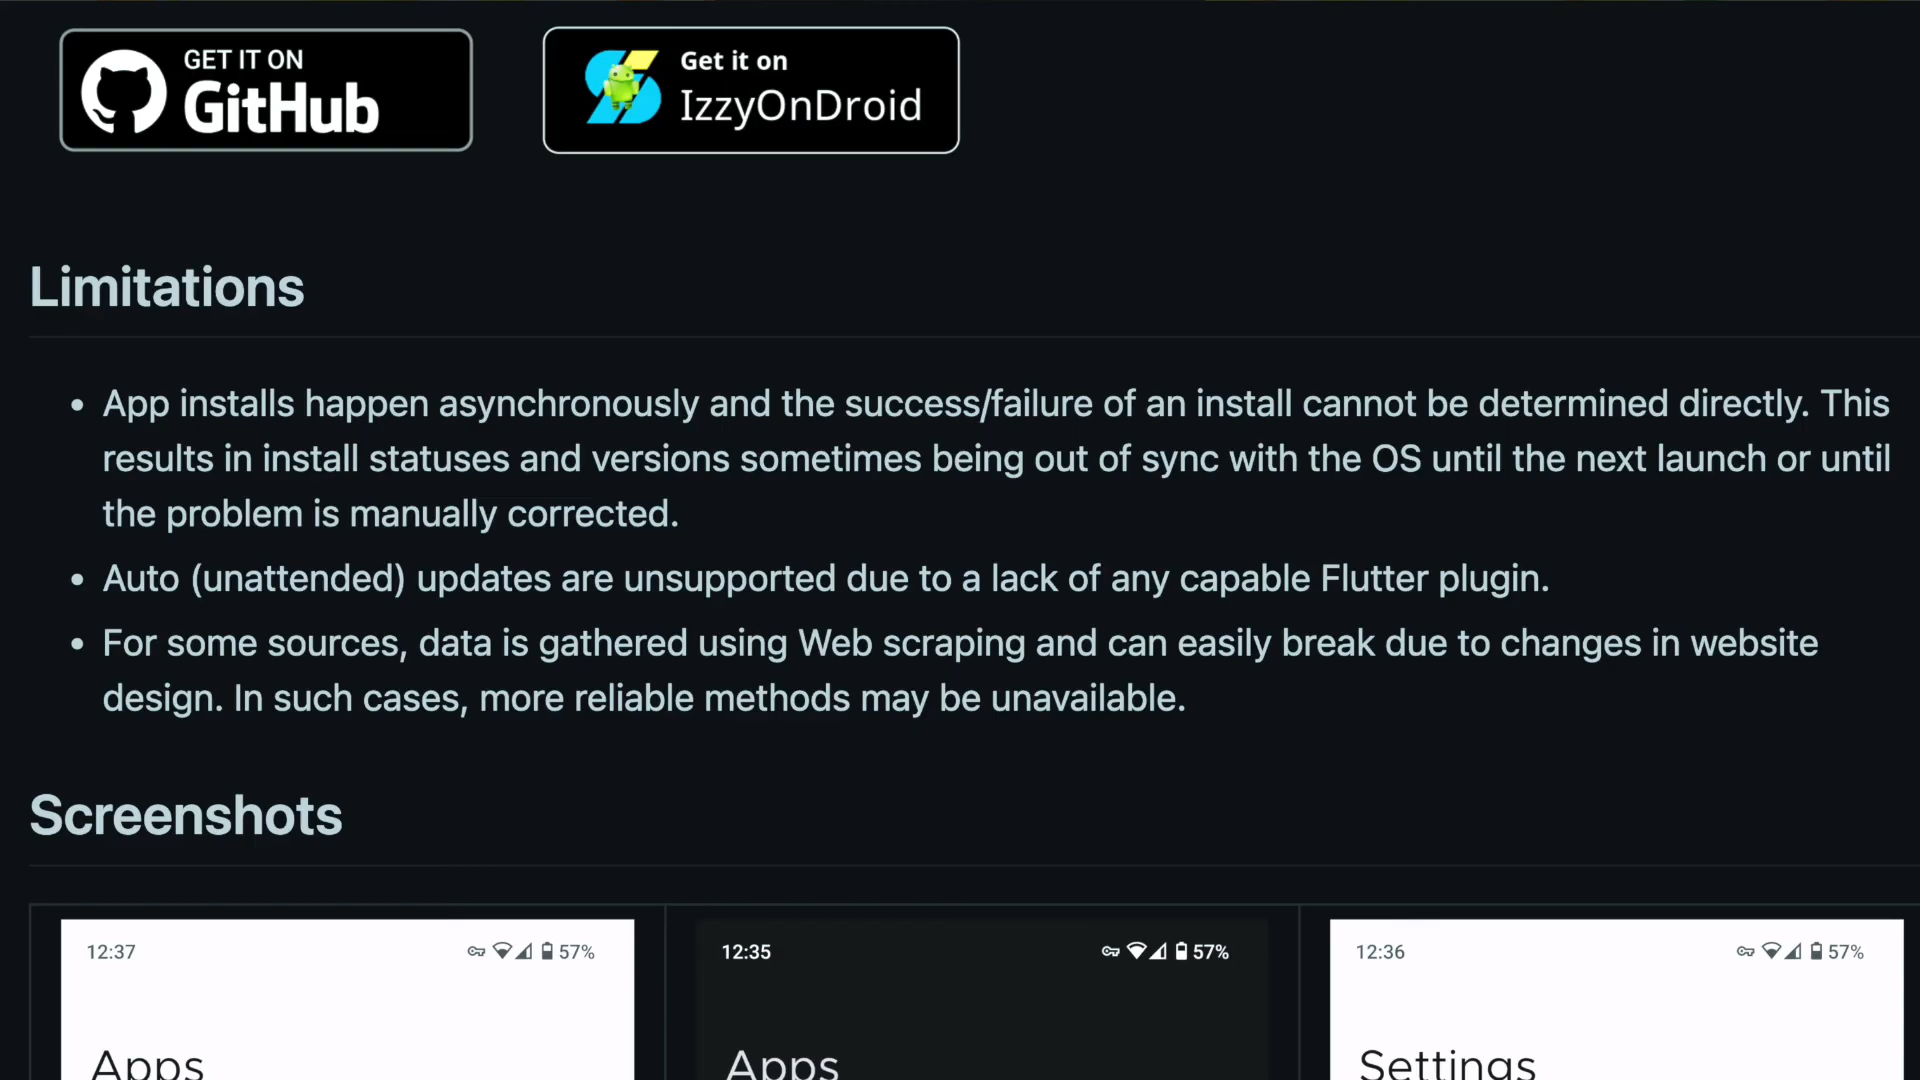 GET IT ON
GitHub
Get it on
IzzyOnDroid
Limitations
• App installs happen asynchronously and the success/failure of an install cannot be determined directly. This
results in install statuses and versions sometimes being out of sync with the OS until the next launch or until
the problem is manually corrected.
• Auto (unattended) updates are unsupported due to a lack of any capable Flutter plugin.
• For some sources, data is gathered using Web scraping and can easily break due to changes in website
design. In such cases, more reliable methods may be unavailable.
Screenshots
12:37 57%
Apps
12:35 57%
Apps
12:36 57%
Settings